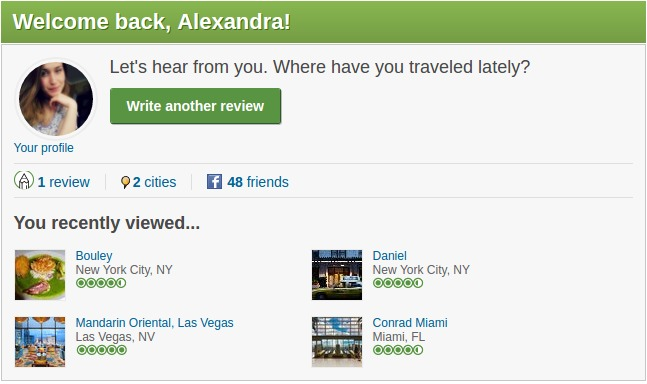 Welcome back, Alexandra!
Let's hear from you. Where have you traveled lately?
Write another review
Your profile
1 review
2 cities
48 friends
You recently viewed...
Bouley
New York City, NY
Daniel
New York City, NY
Mandarin Oriental, Las Vegas
Las Vegas, NV
Conrad Miami
Miami, FL